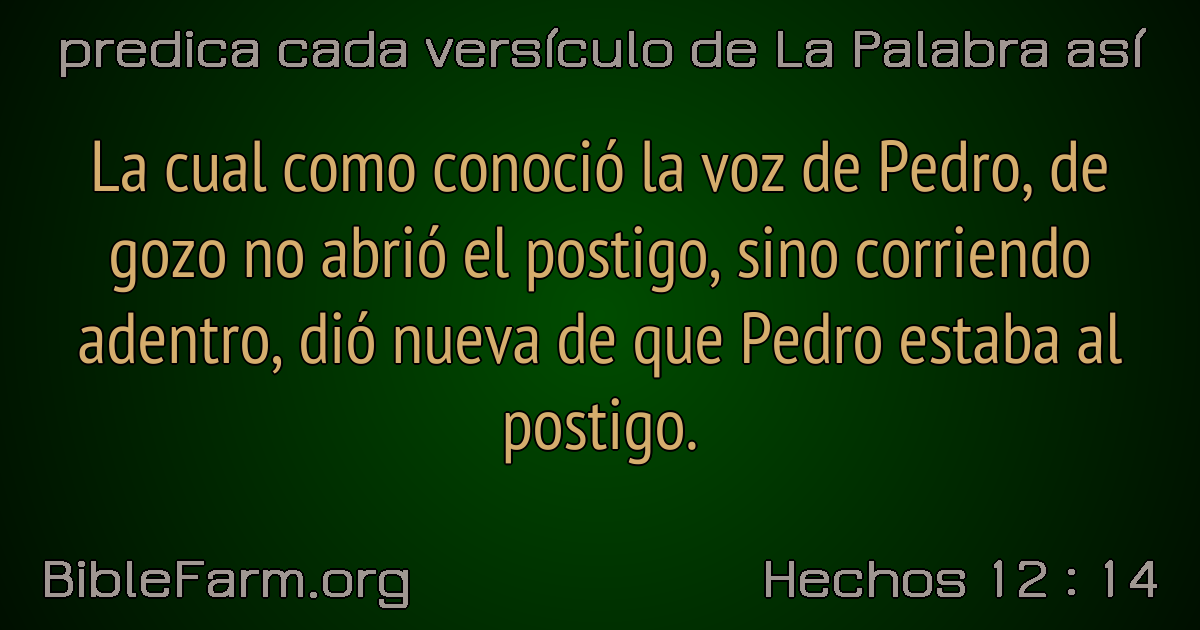 predica cada versículo de La Palabra así
La cual como conoció la voz de Pedro, de
gozo no abrió el postigo, sino corriendo
adentro, dió nueva de que Pedro estaba al
postigo.
BibleFarm.org
Hechos 12 : 14